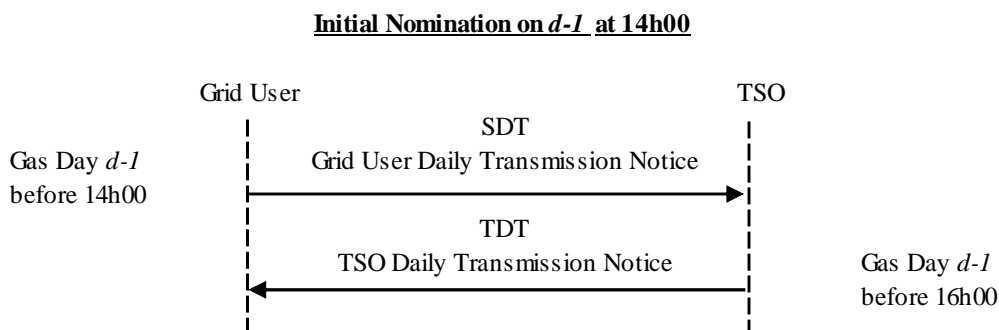 Initial Nomination on d-1 at 14h00
Grid User
TSO
SDT
Gas Day d-1
Grid User Daily Transmission Notice
before 14h00
TDT
TSO Daily Transmission Notice
Gas Day d-1
before 16h00